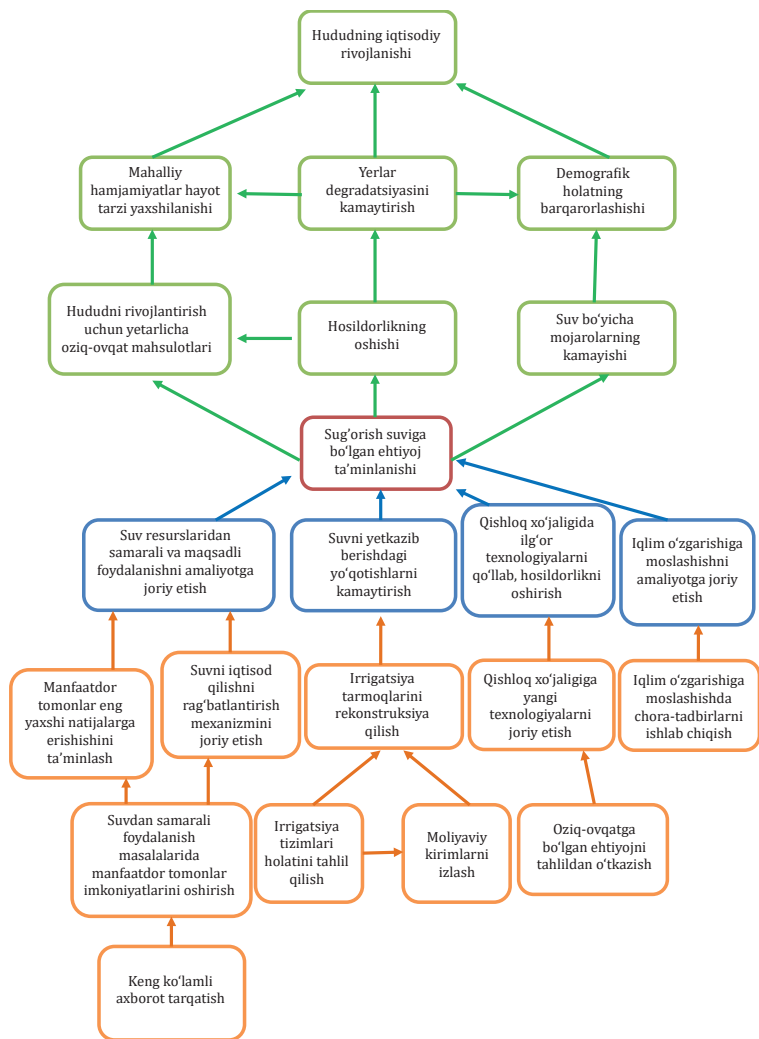 Hududning iqtisodiy
rivojlanishi
Mahalliy
hamjamiyatlar hayot
tarzi yaxshilanishi
Yerlar
degradatsiyasini
kamaytirish
Demografik
holatning
barqarorlashishi
Hududni rivojlantirish
uchun yetarlicha
oziq-ovqat mahsulotlari
Hosildorlikning
oshishi
Suv bo‘yicha
mojarolarning
kamayishi
Sug’orish suviga
bo‘lgan ehtiyoj
ta’minlanishi
Suv resurslaridan
samarali va maqsadli
foydalanishni amaliyotga
joriy etish
Suvni yetkazib
berishdagi
yo‘qotishlarni
kamaytirish
Qishloq xo‘jaligida
ilg‘or
texnologiyalarni
qo‘llab, hosildorlikni
oshirish
Iqlim o‘zgarishiga
moslashishni
amaliyotga joriy
etish
Manfaatdor
tomonlar eng
yaxshi natijalarga
erishishini
ta’minlash
Suvni iqtisod
qilishni
rag‘batlantirish
mexanizmini
joriy etish
Irrigatsiya
tarmoqlarini
rekonstruksiya
qilish
Qishloq xo‘jaligiga
yangi
texnologiyalarni
joriy etish
Iqlim o‘zgarishiga
moslashishda
chora-tadbirlarni
ishlab chiqish
Suvdan samarali
foydalanish
masalalarida
manfaatdor tomonlar
imkoniyatlarini oshirish
Irrigatsiya
tizimlari
holatini tahlil
qilish
Moliyaviy
kirimlarni
izlash
Oziq-ovqatga
bo‘lgan ehtiyojni
tahlildan o‘tkazish
Keng ko‘lamli
axborot tarqatish